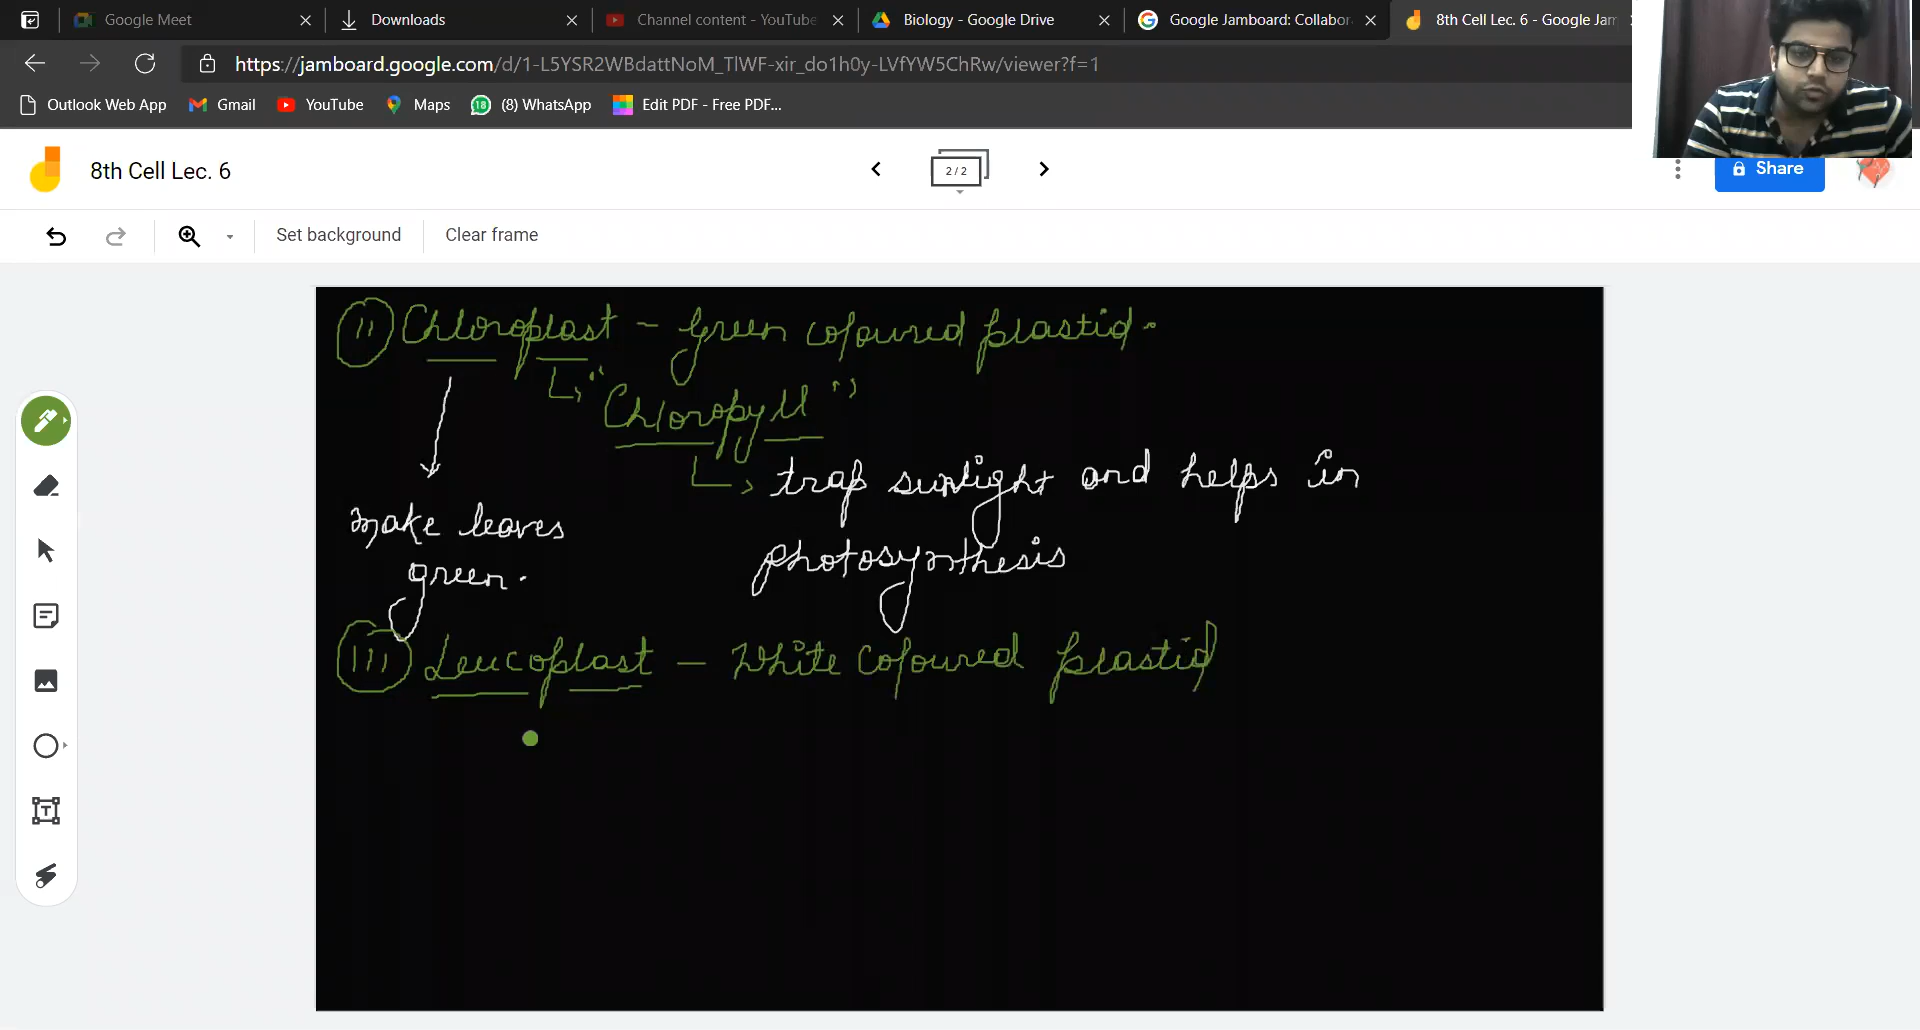 Google Meet
Downloads
Channel content - YouTube
Biology - Google Drive
Google Jamboard: Collabor
8th Cell Lec. 6 - Google Jam
https://jamboard.google.com/d/1-L5YSR2WBdattNoM_TlWF-xir_do1h0y-LVfYW5ChRw/viewer?f=1
Outlook Web App
Gmail
YouTube
Maps
18
(8) WhatsApp
Edit PDF - Free PDF...
8th Cell Lec. 6
2 / 2
Share
Set background
Clear frame
II Chloroplast - Green coloured plastid.
"Chloropyll"
trap sunlight and helps in
photosynthesis
make leaves
green.
III Leucoplast - White coloured plastid